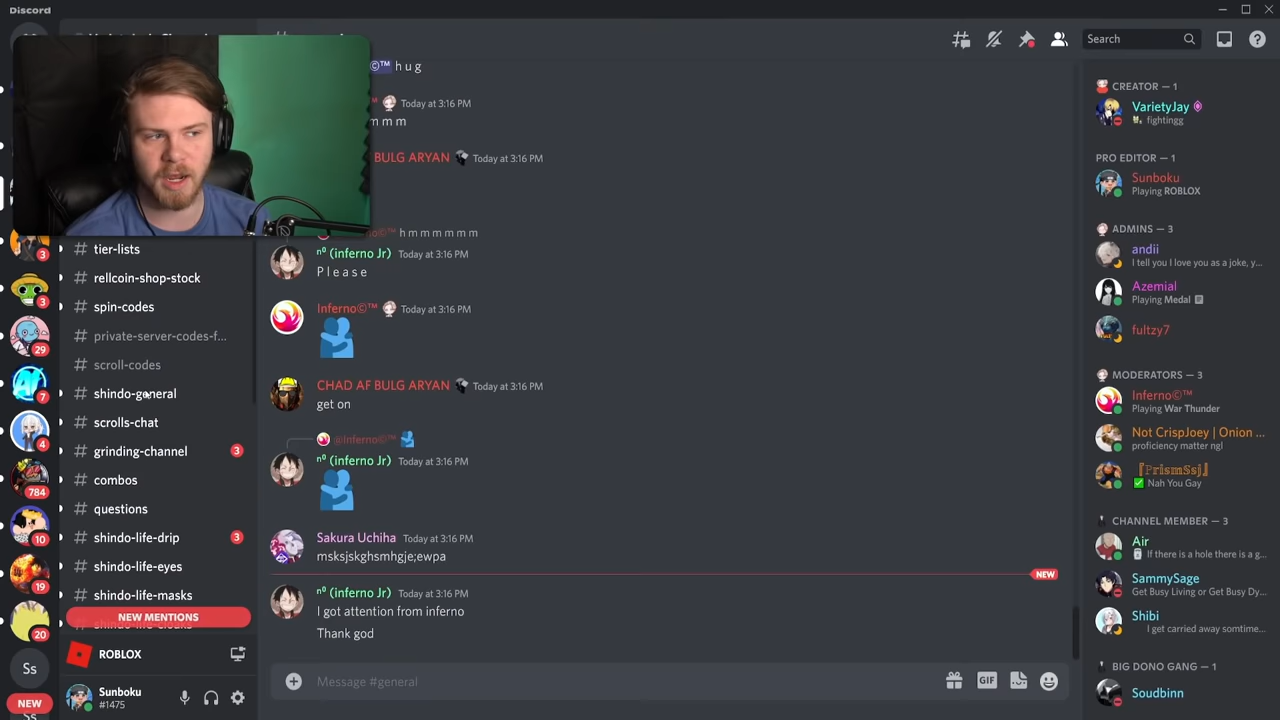 Discord
Search
©™ h u g
Today at 3:16 PM
m m
BULG ARYAN Today at 3:16 PM
h m m m m m
n⁰ (inferno Jr) Today at 3:16 PM
P l e a s e
Inferno©™ Today at 3:16 PM
CHAD AF BULG ARYAN Today at 3:16 PM
get on
@Inferno©™
n⁰ (inferno Jr) Today at 3:16 PM
Sakura Uchiha Today at 3:16 PM
msksjskghsmhgje;ewpa
NEW
n⁰ (inferno Jr) Today at 3:16 PM
I got attention from inferno
Thank god
Message #general
GIF
# tier-lists
# rellcoin-shop-stock
# spin-codes
# private-server-codes-f...
# scroll-codes
# shindo-general
# scrolls-chat
# grinding-channel 3
# combos
# questions
# shindo-life-drip 3
# shindo-life-eyes
# shindo-life-masks
NEW MENTIONS
ROBLOX
Sunboku
#1475
3
3
29
7
4
784
10
19
20
Ss
NEW
CREATOR — 1
VarietyJay
fightingg
PRO EDITOR — 1
Sunboku
Playing ROBLOX
ADMINS — 3
andii
I tell you I love you as a joke, y...
Azemial
Playing Medal
fultzy7
MODERATORS — 3
Inferno©™
Playing War Thunder
Not CrispJoey | Onion ...
proficiency matter ngl
『PrismSsj』
Nah You Gay
CHANNEL MEMBER — 3
Air
If there is a hole there is a g...
SammySage
Get Busy Living or Get Busy Dy...
Shibi
I get carried away somtime...
BIG DONO GANG — 1
Soudbinn